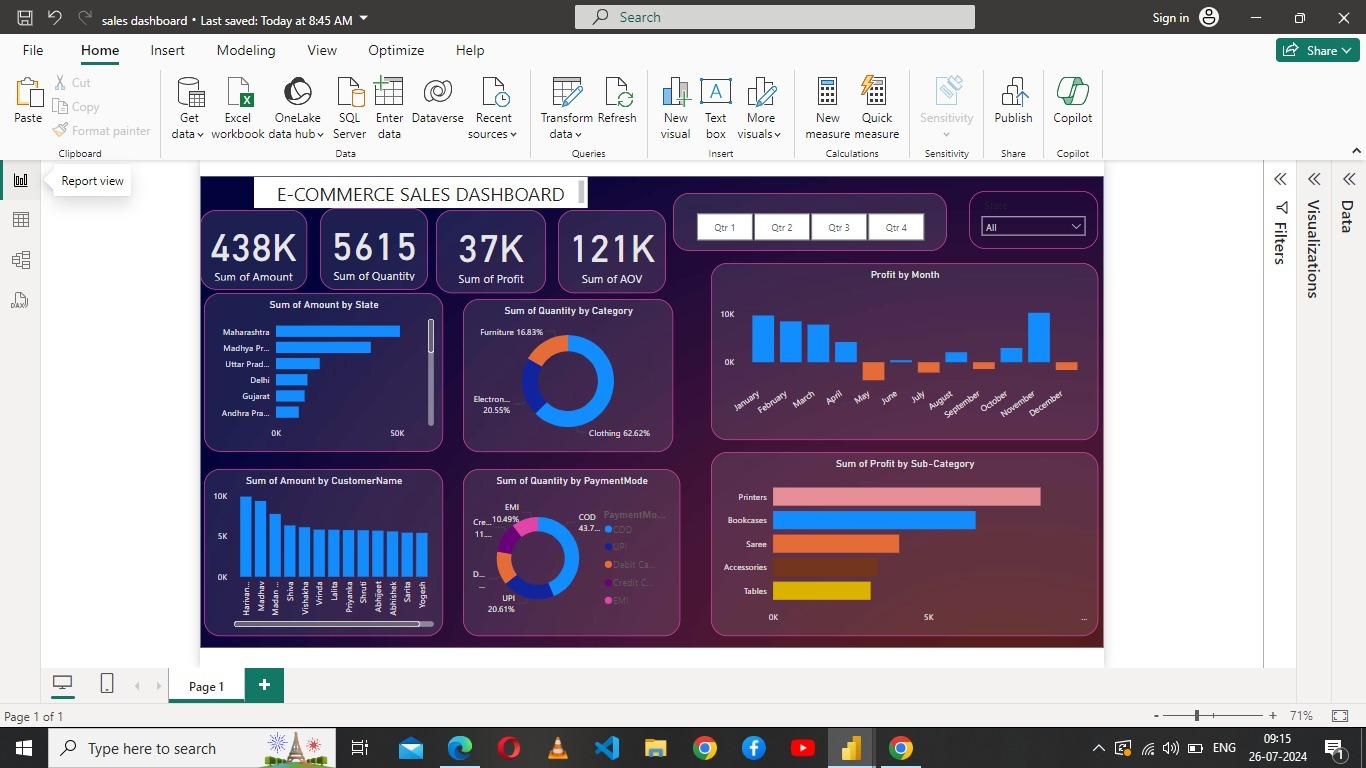 sales dashboard • Last saved: Today at 8:45 AM
Search
Sign in
File Home Insert Modeling View Optimize Help
Share
Paste
Cut
Copy
Format painter
Clipboard
Get data
Excel workbook
OneLake data hub
SQL Server
Enter data
Dataverse
Recent sources
Data
Transform data
Refresh
Queries
New visual
Text box
More visuals
Insert
New measure
Quick measure
Calculations
Sensitivity
Sensitivity
Publish
Share
Copilot
Copilot
Report view
DAX
E-COMMERCE SALES DASHBOARD
438K
Sum of Amount
5615
Sum of Quantity
37K
Sum of Profit
121K
Sum of AOV
Qtr 1 Qtr 2 Qtr 3 Qtr 4
State
All
Filters
Visualizations
Data
Sum of Amount by State
Maharashtra
Madhya Pr...
Uttar Prad...
Delhi
Gujarat
Andhra Pra...
0K 50K
Sum of Quantity by Category
Furniture 16.83%
Electron...
20.55%
Clothing 62.62%
Profit by Month
10K
0K
January February March April May June July August September October November December
Sum of Amount by CustomerName
10K
5K
0K
Madhav Madan ... Shiva Vishakha Vrinda Lalita Priyanka Shruti Abhijeet Abhishek Sarita Yogesh
Sum of Quantity by PaymentMode
EMI
10.49%
COD
43.7...
Cre...
11....
D...
...
UPI
20.61%
PaymentMo...
COD
UPI
Debit Ca...
Credit C...
EMI
Sum of Profit by Sub-Category
Printers
Bookcases
Saree
Accessories
Tables
0K 5K ...
Page 1
+
Page 1 of 1
- + 71%
Type here to search
ENG
09:15
26-07-2024
1